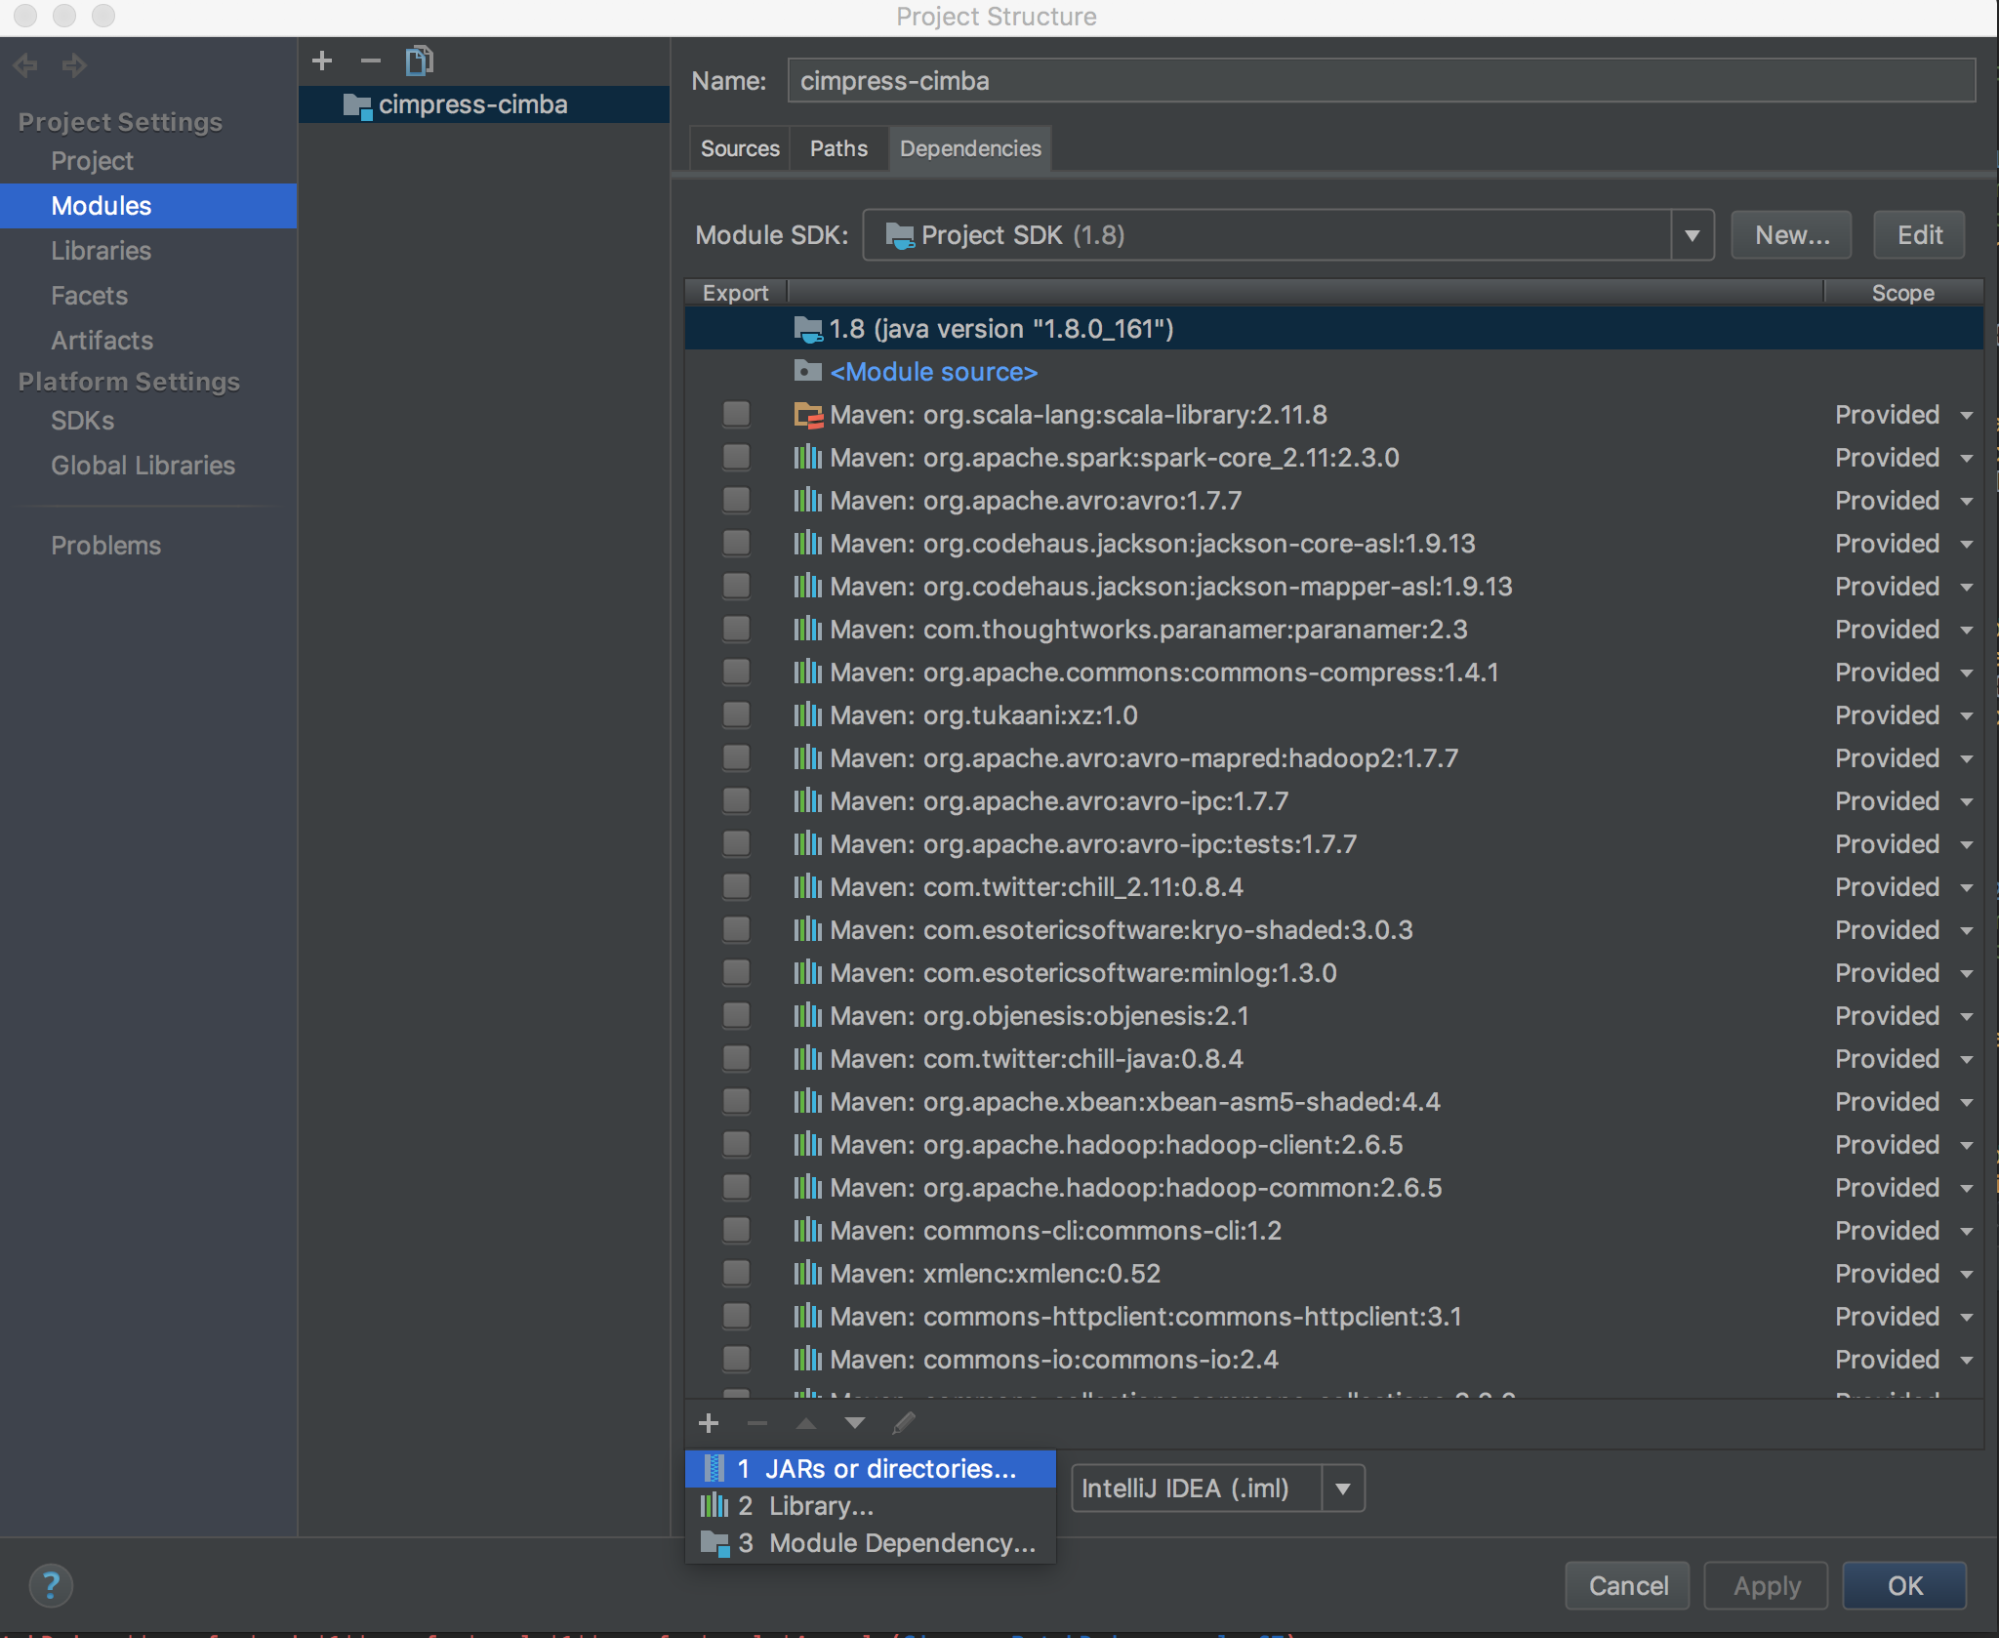 Project Structure
Project Settings
Project
Modules
Libraries
Facets
Artifacts
Platform Settings
SDKs
Global Libraries
Problems
cimpress-cimba
Name: cimpress-cimba
Sources Paths Dependencies
Module SDK: Project SDK (1.8) New... Edit
Export Scope
1.8 (java version "1.8.0_161")
<Module source>
Maven: org.scala-lang:scala-library:2.11.8 Provided
Maven: org.apache.spark:spark-core_2.11:2.3.0 Provided
Maven: org.apache.avro:avro:1.7.7 Provided
Maven: org.codehaus.jackson:jackson-core-asl:1.9.13 Provided
Maven: org.codehaus.jackson:jackson-mapper-asl:1.9.13 Provided
Maven: com.thoughtworks.paranamer:paranamer:2.3 Provided
Maven: org.apache.commons:commons-compress:1.4.1 Provided
Maven: org.tukaani:xz:1.0 Provided
Maven: org.apache.avro:avro-mapred:hadoop2:1.7.7 Provided
Maven: org.apache.avro:avro-ipc:1.7.7 Provided
Maven: org.apache.avro:avro-ipc:tests:1.7.7 Provided
Maven: com.twitter:chill_2.11:0.8.4 Provided
Maven: com.esotericsoftware:kryo-shaded:3.0.3 Provided
Maven: com.esotericsoftware:minlog:1.3.0 Provided
Maven: org.objenesis:objenesis:2.1 Provided
Maven: com.twitter:chill-java:0.8.4 Provided
Maven: org.apache.xbean:xbean-asm5-shaded:4.4 Provided
Maven: org.apache.hadoop:hadoop-client:2.6.5 Provided
Maven: org.apache.hadoop:hadoop-common:2.6.5 Provided
Maven: commons-cli:commons-cli:1.2 Provided
Maven: xmlenc:xmlenc:0.52 Provided
Maven: commons-httpclient:commons-httpclient:3.1 Provided
Maven: commons-io:commons-io:2.4 Provided
1 JARs or directories...
2 Library...
3 Module Dependency...
IntelliJ IDEA (.iml)
? Cancel Apply OK